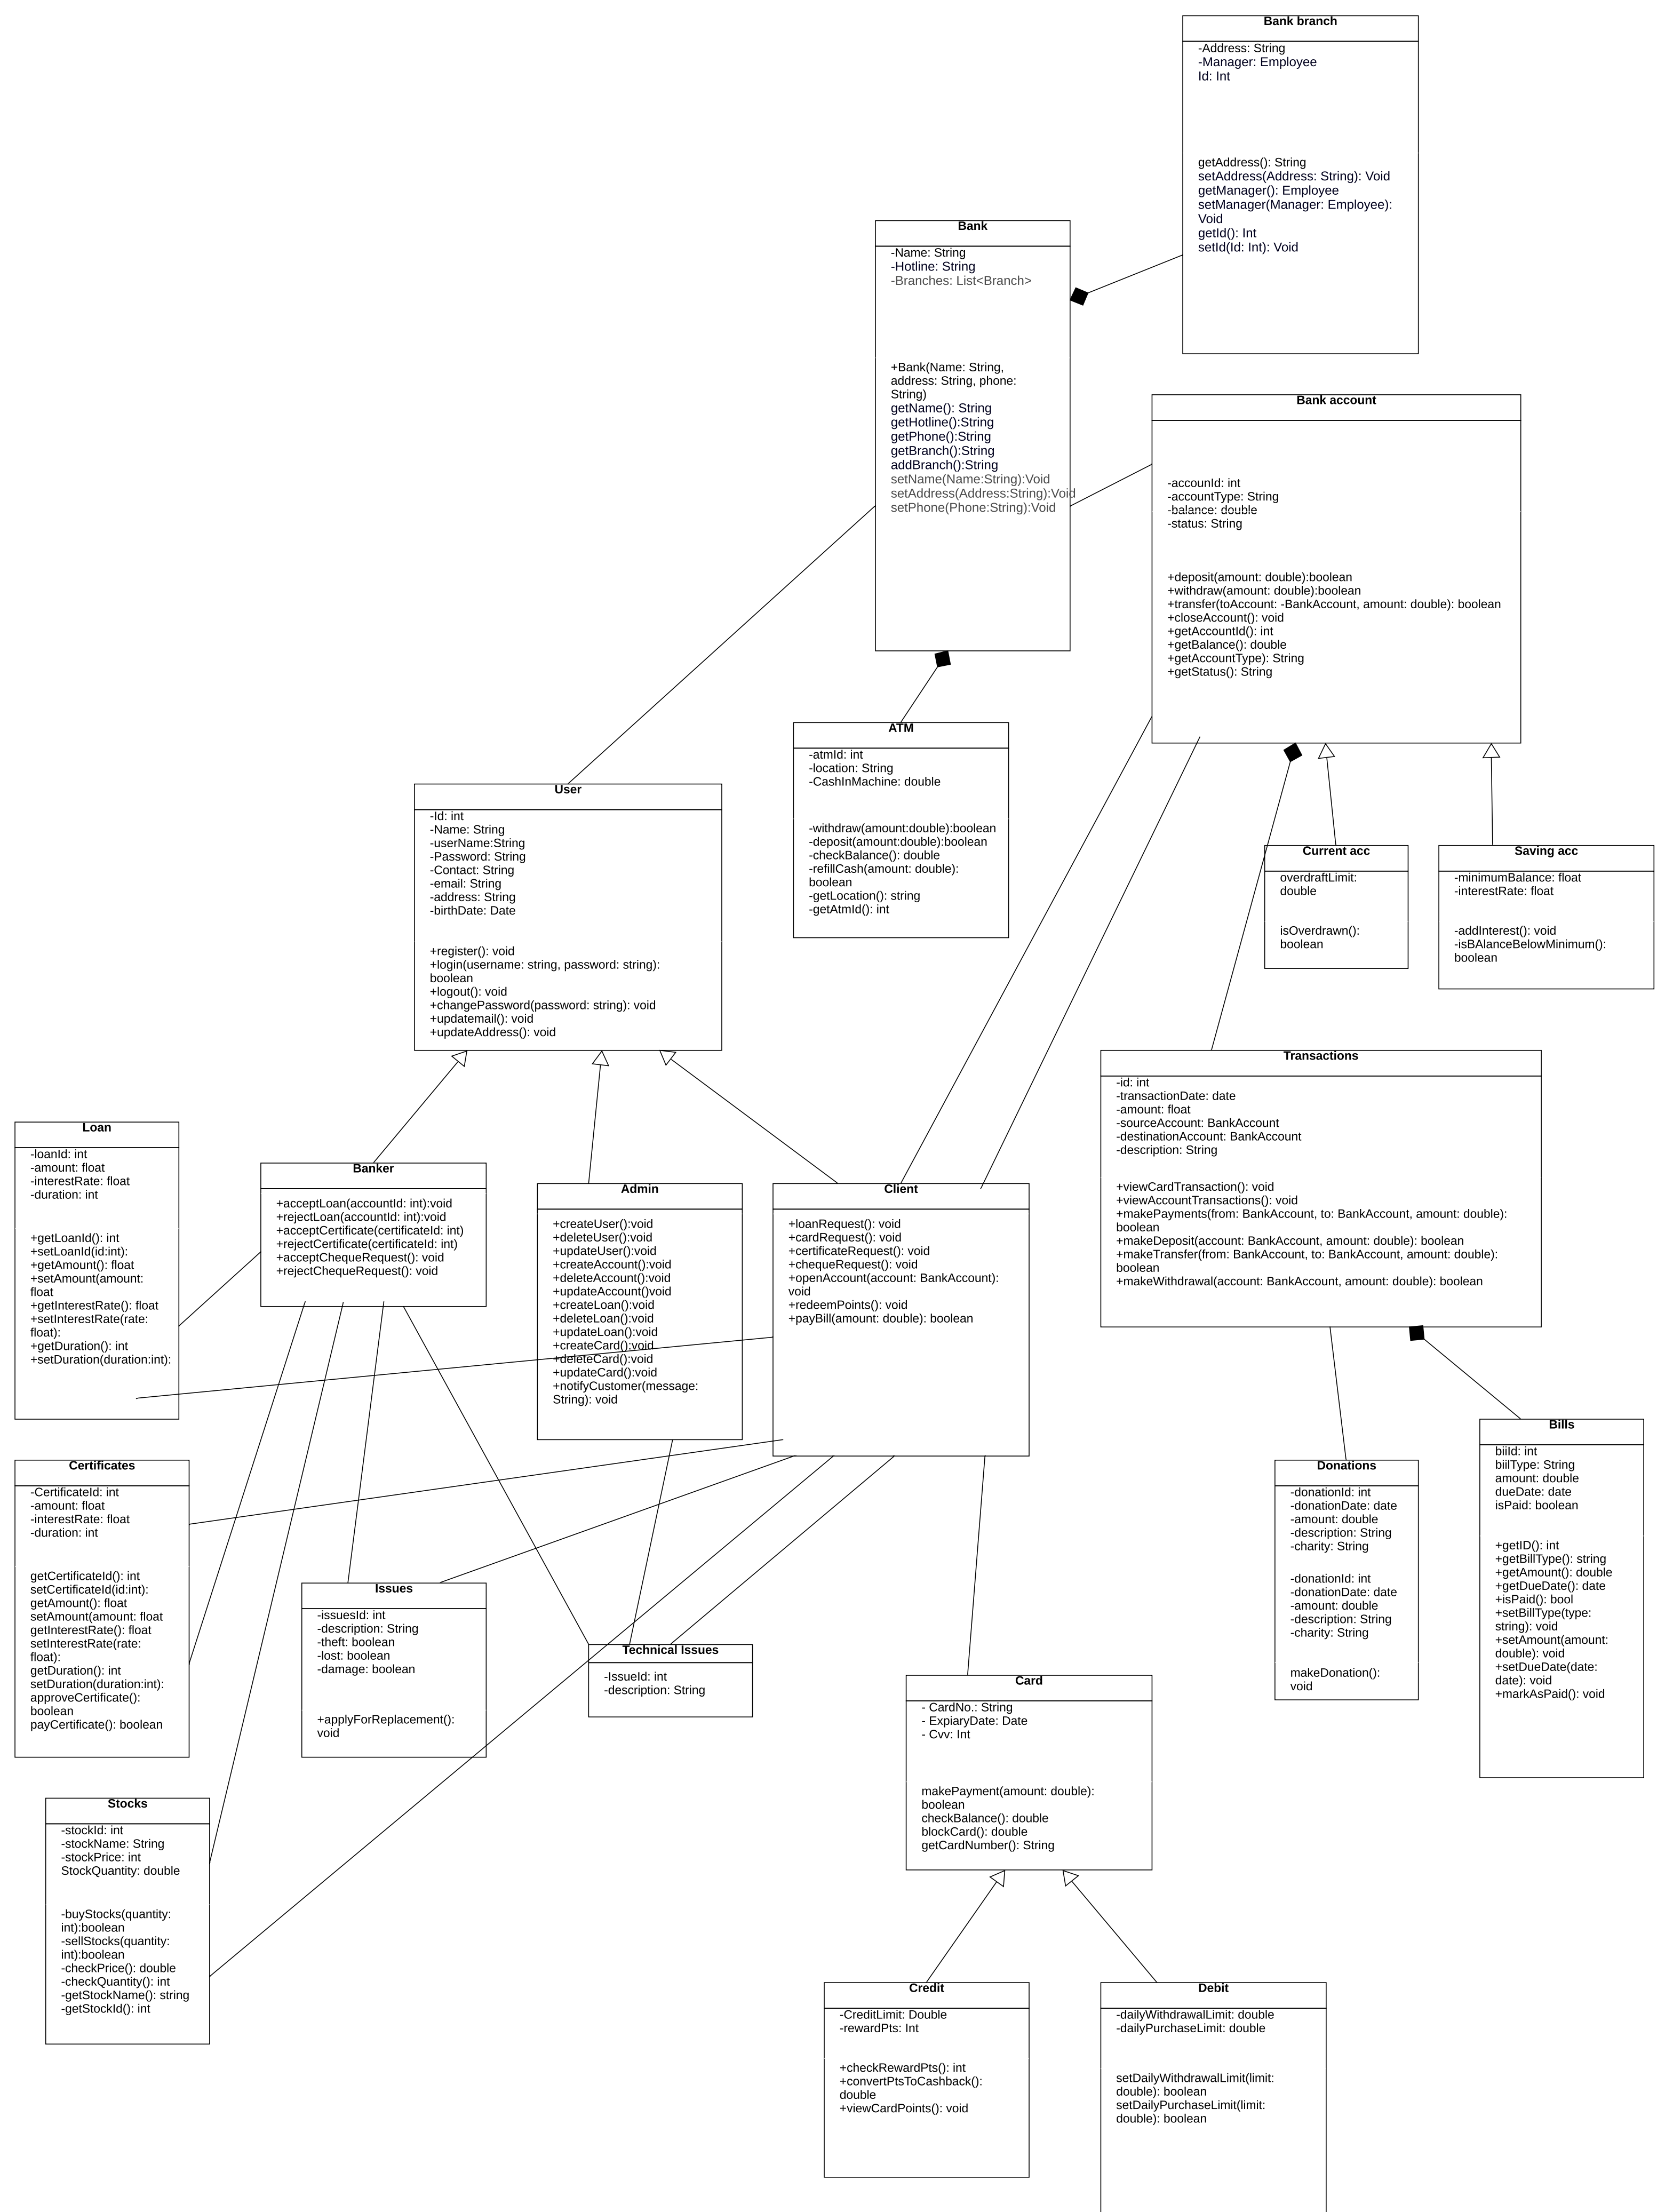 Bank branch
-Address: String
-Manager: Employee
Id: Int
getAddress(): String
setAddress(Address: String): Void
getManager(): Employee
setManager(Manager: Employee):
Void
getId(): Int
setId(Id: Int): Void
Bank
-Name: String
-Hotline: String
-Branches: List<Branch>
+Bank(Name: String,
address: String, phone:
String)
getName(): String
getHotline():String
getPhone():String
getBranch():String
addBranch():String
setName(Name:String):Void
setAddress(Address:String):Void
setPhone(Phone:String):Void
Bank account
-accounId: int
-accountType: String
-balance: double
-status: String
+deposit(amount: double):boolean
+withdraw(amount: double):boolean
+transfer(toAccount: -BankAccount, amount: double): boolean
+closeAccount(): void
+getAccountId(): int
+getBalance(): double
+getAccountType): String
+getStatus(): String
ATM
-atmId: int
-location: String
-CashInMachine: double
-withdraw(amount:double):boolean
-deposit(amount:double):boolean
-checkBalance(): double
-refillCash(amount: double):
boolean
-getLocation(): string
-getAtmId(): int
User
-Id: int
-Name: String
-userName:String
-Password: String
-Contact: String
-email: String
-address: String
-birthDate: Date
+register(): void
+login(username: string, password: string):
boolean
+logout(): void
+changePassword(password: string): void
+updatemail(): void
+updateAddress(): void
Current acc
overdraftLimit:
double
isOverdrawn():
boolean
Saving acc
-minimumBalance: float
-interestRate: float
-addInterest(): void
-isBAlanceBelowMinimum():
boolean
Transactions
-id: int
-transactionDate: date
-amount: float
-sourceAccount: BankAccount
-destinationAccount: BankAccount
-description: String
+viewCardTransaction(): void
+viewAccountTransactions(): void
+makePayments(from: BankAccount, to: BankAccount, amount: double):
boolean
+makeDeposit(account: BankAccount, amount: double): boolean
+makeTransfer(from: BankAccount, to: BankAccount, amount: double):
boolean
+makeWithdrawal(account: BankAccount, amount: double): boolean
Loan
-loanId: int
-amount: float
-interestRate: float
-duration: int
+getLoanId(): int
+setLoanId(id:int):
+getAmount(): float
+setAmount(amount:
float
+getInterestRate(): float
+setInterestRate(rate:
float):
+getDuration(): int
+setDuration(duration:int):
Banker
+acceptLoan(accountId: int):void
+rejectLoan(accountId: int):void
+acceptCertificate(certificateId: int)
+rejectCertificate(certificateId: int)
+acceptChequeRequest(): void
+rejectChequeRequest(): void
Admin
+createUser():void
+deleteUser():void
+updateUser():void
+createAccount():void
+deleteAccount():void
+updateAccount()void
+createLoan():void
+deleteLoan():void
+updateLoan():void
+createCard():void
+deleteCard():void
+updateCard():void
+notifyCustomer(message:
String): void
Client
+loanRequest(): void
+cardRequest(): void
+certificateRequest(): void
+chequeRequest(): void
+openAccount(account: BankAccount):
void
+redeemPoints(): void
+payBill(amount: double): boolean
Certificates
-CertificateId: int
-amount: float
-interestRate: float
-duration: int
getCertificateId(): int
setCertificateId(id:int):
getAmount(): float
setAmount(amount: float
getInterestRate(): float
setInterestRate(rate:
float):
getDuration(): int
setDuration(duration:int):
approveCertificate():
boolean
payCertificate(): boolean
Issues
-issuesId: int
-description: String
-theft: boolean
-lost: boolean
-damage: boolean
+applyForReplacement():
void
Technical Issues
-IssueId: int
-description: String
Donations
-donationId: int
-donationDate: date
-amount: double
-description: String
-charity: String
-donationId: int
-donationDate: date
-amount: double
-description: String
-charity: String
makeDonation():
void
Bills
biiId: int
biilType: String
amount: double
dueDate: date
isPaid: boolean
+getID(): int
+getBillType(): string
+getAmount(): double
+getDueDate(): date
+isPaid(): bool
+setBillType(type:
string): void
+setAmount(amount:
double): void
+setDueDate(date:
date): void
+markAsPaid(): void
Card
- CardNo.: String
- ExpiaryDate: Date
- Cvv: Int
makePayment(amount: double):
boolean
checkBalance(): double
blockCard(): double
getCardNumber(): String
Stocks
-stockId: int
-stockName: String
-stockPrice: int
StockQuantity: double
-buyStocks(quantity:
int):boolean
-sellStocks(quantity:
int):boolean
-checkPrice(): double
-checkQuantity(): int
-getStockName(): string
-getStockId(): int
Credit
-CreditLimit: Double
-rewardPts: Int
+checkRewardPts(): int
+convertPtsToCashback():
double
+viewCardPoints(): void
Debit
-dailyWithdrawalLimit: double
-dailyPurchaseLimit: double
setDailyWithdrawalLimit(limit:
double): boolean
setDailyPurchaseLimit(limit:
double): boolean